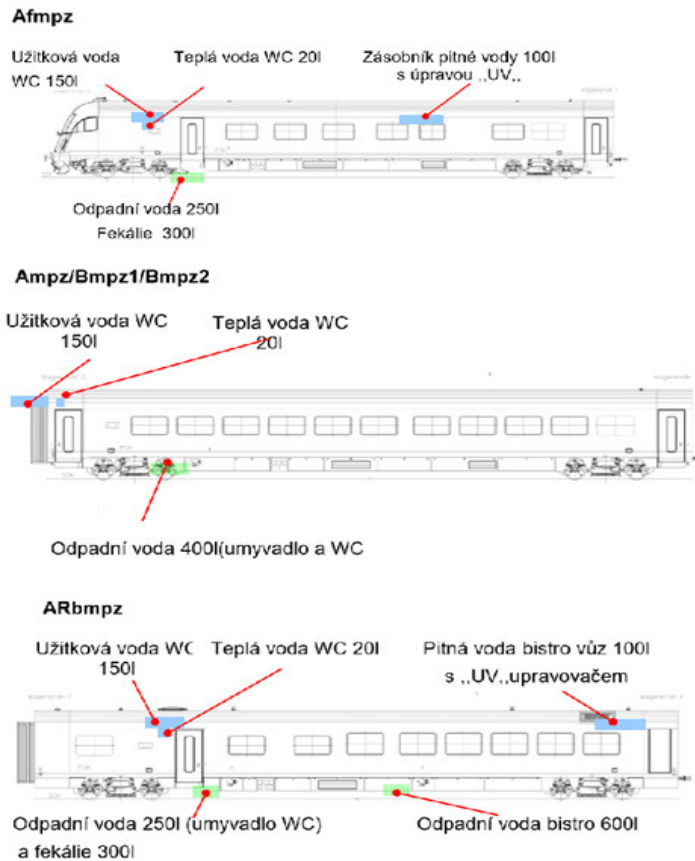 Afmpz
Užitková voda
WC 150l
Teplá voda WC 20l
Zásobník pitné vody 100l
s úpravou ,,UV,,
Odpadní voda 250l
Fekálie 300l
Ampz/Bmpz1/Bmpz2
Užitková voda WC
150l
Teplá voda WC
20l
Odpadní voda 400l(umyvadlo a WC
ARbmpz
Užitková voda WC
150l
Teplá voda WC 20l
Pitná voda bistro vůz 100l
s ,,UV,,upravovačem
Odpadní voda 250l (umyvadlo WC)
a fekálie 300l
Odpadní voda bistro 600l